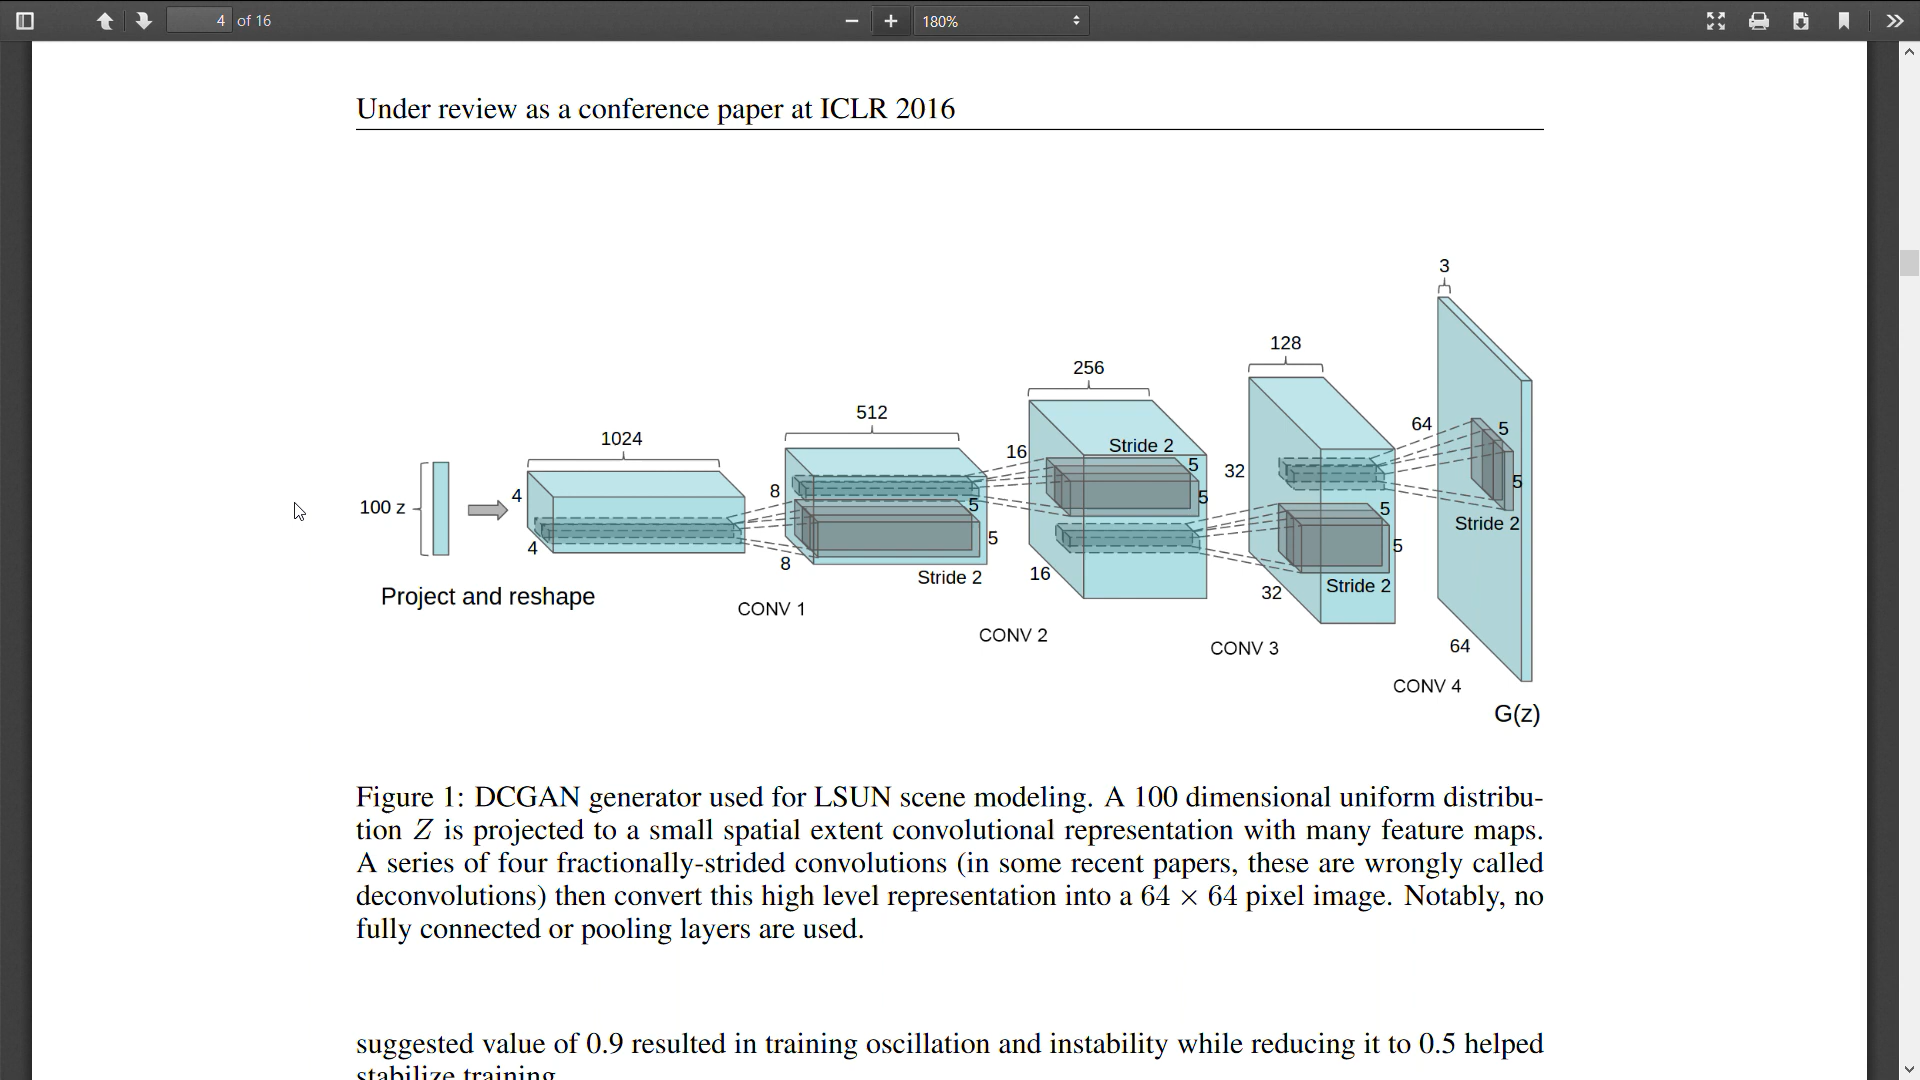 4 of 16 180%
Under review as a conference paper at ICLR 2016
3
128
256
512
1024
64
5
Stride 2
16
5
32
4
8
5
5
100 z
5
5
5
Stride 2
4
5
5
8
16
Stride 2
Stride 2
32
Project and reshape
CONV 1
CONV 2
CONV 3
64
CONV 4
G(z)
Figure 1: DCGAN generator used for LSUN scene modeling. A 100 dimensional uniform distribu-
tion Z is projected to a small spatial extent convolutional representation with many feature maps.
A series of four fractionally-strided convolutions (in some recent papers, these are wrongly called
deconvolutions) then convert this high level representation into a 64 × 64 pixel image. Notably, no
fully connected or pooling layers are used.
suggested value of 0.9 resulted in training oscillation and instability while reducing it to 0.5 helped
stabilize training.